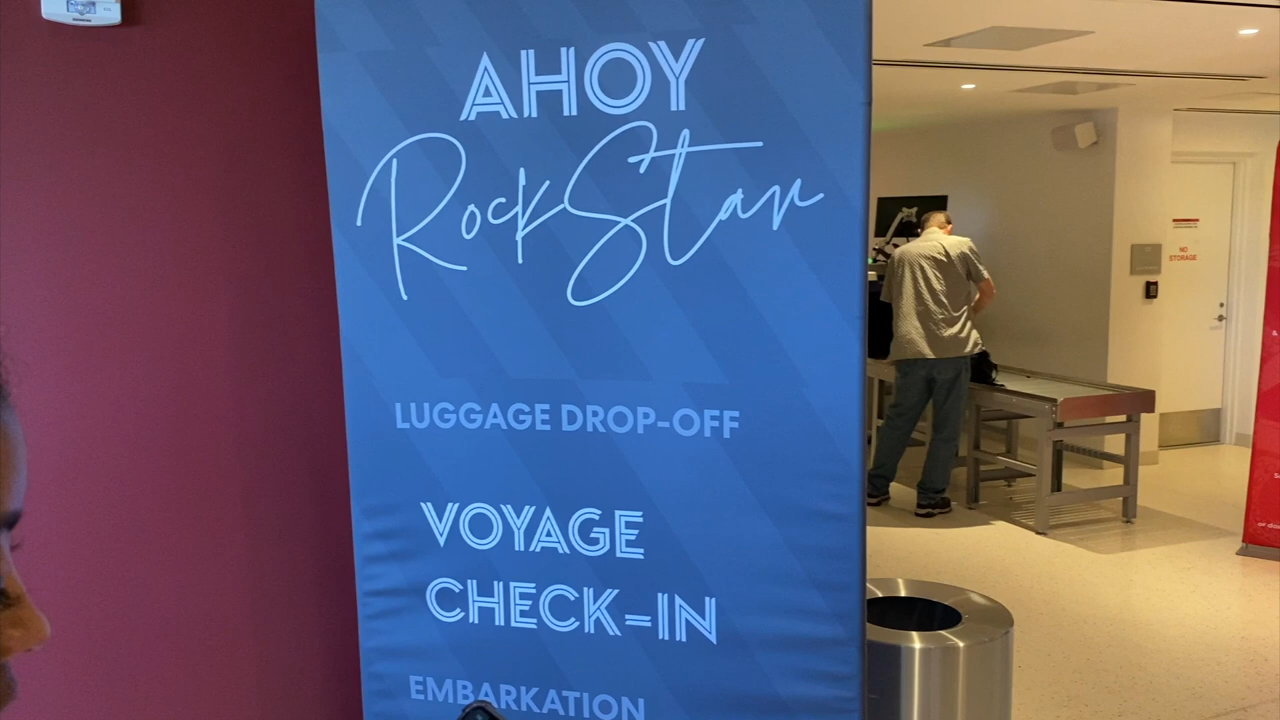 AHOY
RockStar
LUGGAGE DROP-OFF
VOYAGE
CHECK-IN
EMBARKATION
NO
STORAGE